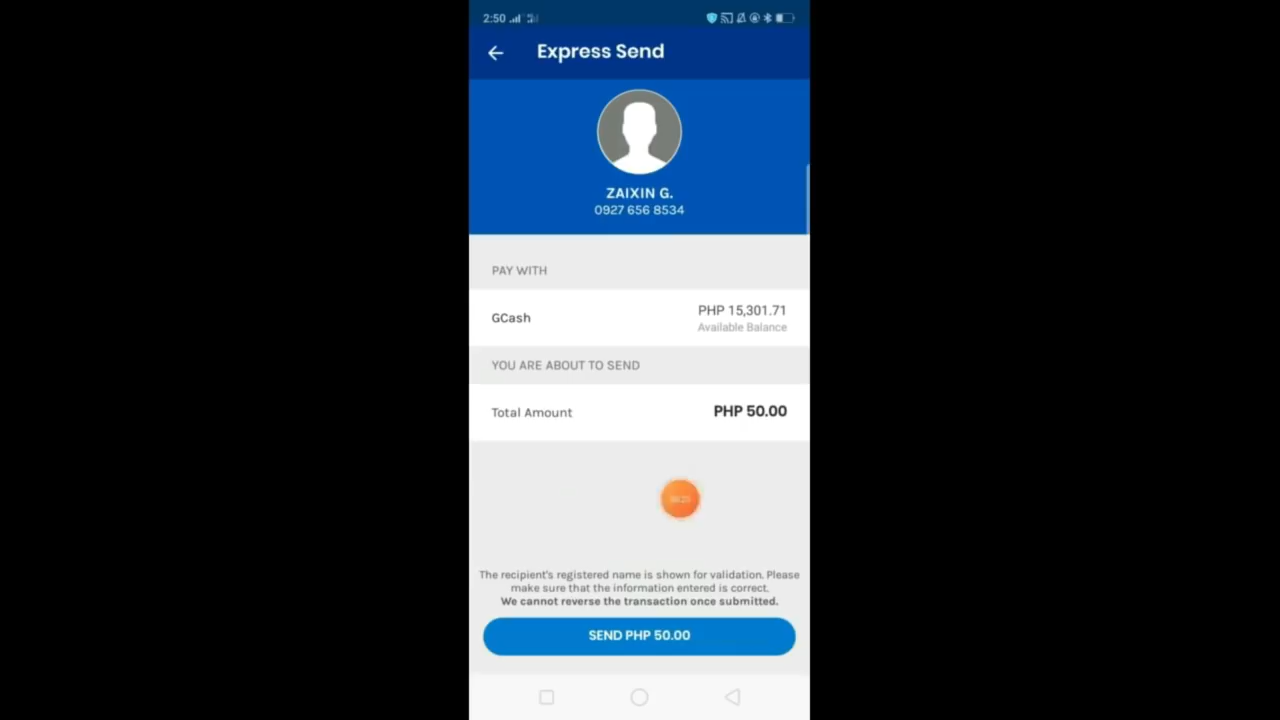 2:50
Express Send
ZAIXIN G.
0927 656 8534
PAY WITH
GCash
PHP 15,301.71
Available Balance
YOU ARE ABOUT TO SEND
Total Amount
PHP 50.00
The recipient's registered name is shown for validation. Please
make sure that the information entered is correct.
We cannot reverse the transaction once submitted.
SEND PHP 50.00